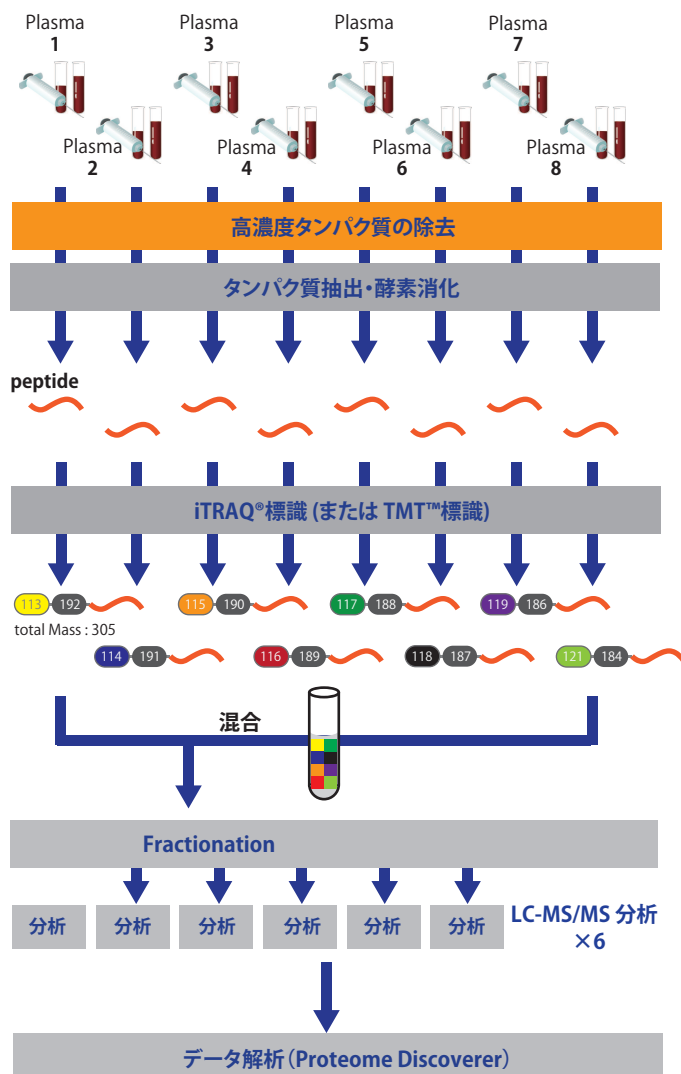 Plasma
1
Plasma
3
Plasma
5
Plasma
7
Plasma
2
Plasma
4
Plasma
6
Plasma
8
高濃度タンパク質の除去
タンパク質抽出・酵素消化
peptide
iTRAQ®標識 (または TMT™標識)
113 192
115 190
117 188
119 186
total Mass : 305
114 191
116 189
118 187
121 184
混合
Fractionation
分析 分析 分析 分析 分析 分析
LC-MS/MS 分析
×6
データ解析（Proteome Discoverer）